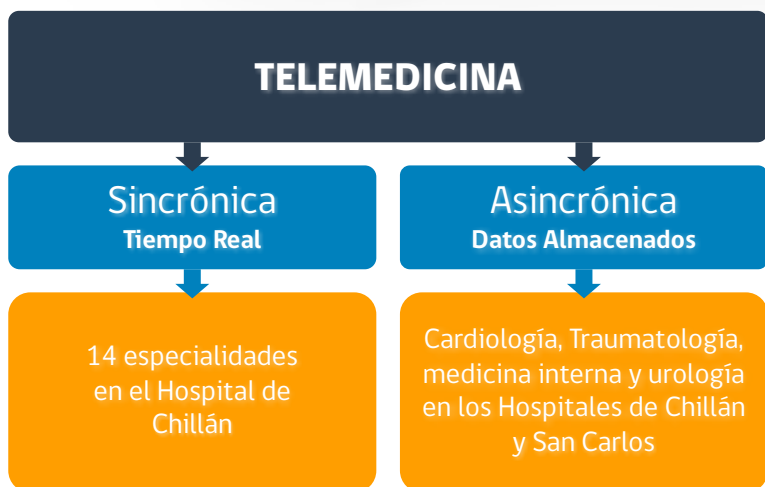 TELEMEDICINA
Sincrónica
Tiempo Real
Asincrónica
Datos Almacenados
14 especialidades
en el Hospital de
Chillán
Cardiología, Traumatología,
medicina interna y urología
en los Hospitales de Chillán
y San Carlos